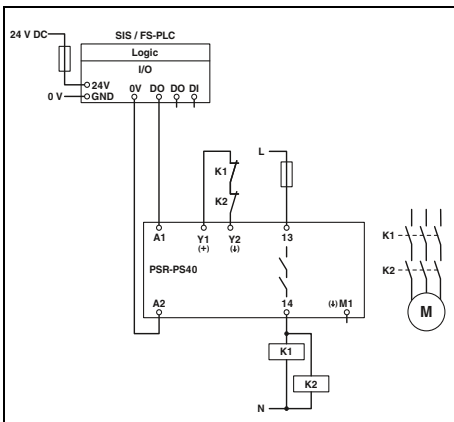 24 V DC
SIS / FS-PLC
Logic
I/O
24V
0 V GND
0V DO DO DI
L
K1
K2
A1 Y1 Y2 13
(+) (↓)
PSR-PS40
A2 14 (↓) M1
K1
K2
N
K1
K2
M